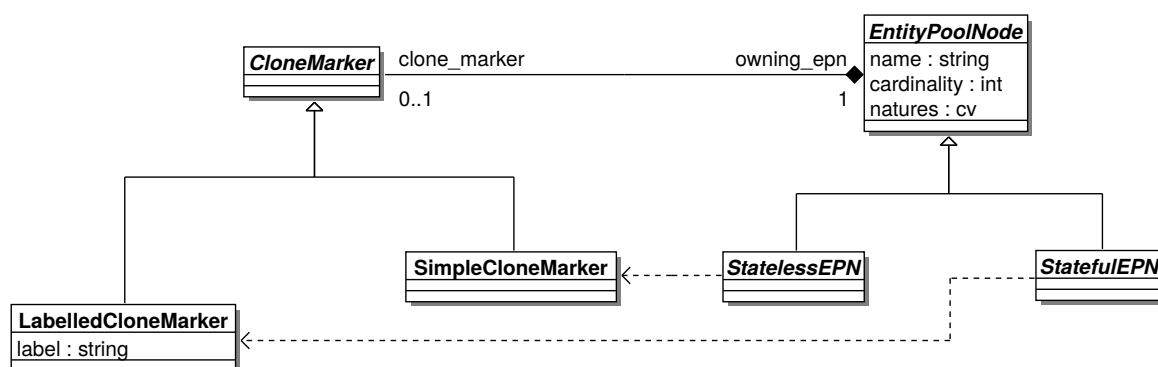 EntityPoolNode
name : string
cardinality : int
natures : cv
CloneMarker
clone_marker
owning_epn
0..1
1
SimpleCloneMarker
StatelessEPN
StatefulEPN
LabelledCloneMarker
label : string